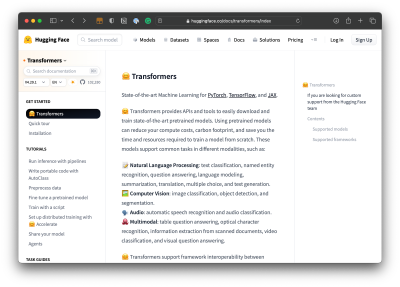 huggingface.co/docs/transformers/index
Hugging Face
Search model
Models
Datasets
Spaces
Docs
Solutions
Pricing
Log In
Sign Up
Transformers
Search documentation
EN
GET STARTED
Transformers
Quick tour
Installation
TUTORIALS
Run inference with pipelines
Write portable code with
AutoClass
Preprocess data
Fine-tune a pretrained model
Train with a script
Set up distributed training with
Accelerate
Share your model
Agents
TASK GUIDES
Transformers
State-of-the-art Machine Learning for PyTorch, TensorFlow, and JAX.
Transformers provides APIs and tools to easily download and
train state-of-the-art pretrained models. Using pretrained models
can reduce your compute costs, carbon footprint, and save you the
time and resources required to train a model from scratch. These
models support common tasks in different modalities, such as:
Natural Language Processing: text classification, named entity
recognition, question answering, language modeling,
summarization, translation, multiple choice, and text generation.
Computer Vision: image classification, object detection, and
segmentation.
Audio: automatic speech recognition and audio classification.
Multimodal: table question answering, optical character
recognition, information extraction from scanned documents, video
classification, and visual question answering.
Transformers support framework interoperability between
Transformers
If you are looking for custom
support from the Hugging Face
team
Contents
Supported models
Supported frameworks